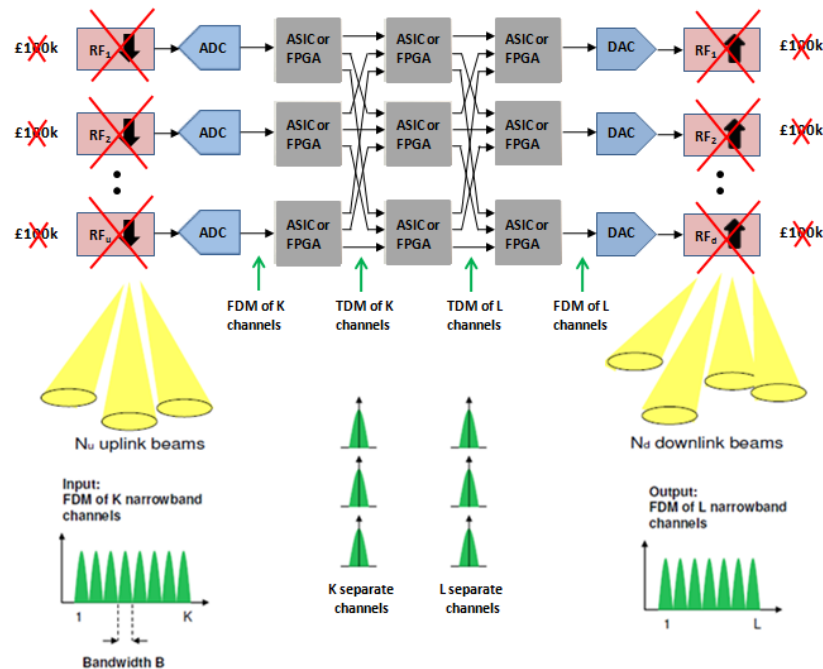 £100k RF1 ADC ASIC or FPGA ASIC or FPGA ASIC or FPGA DAC RF1 £100k
£100k RF2 ADC ASIC or FPGA ASIC or FPGA ASIC or FPGA DAC RF2 £100k
£100k RFu ADC ASIC or FPGA ASIC or FPGA ASIC or FPGA DAC RFd £100k
FDM of K channels
TDM of K channels
TDM of L channels
FDM of L channels
Nu uplink beams
Nd downlink beams
Input:
FDM of K narrowband
channels
1 K
Bandwidth B
K separate
channels
L separate
channels
Output:
FDM of L narrowband
channels
1 L